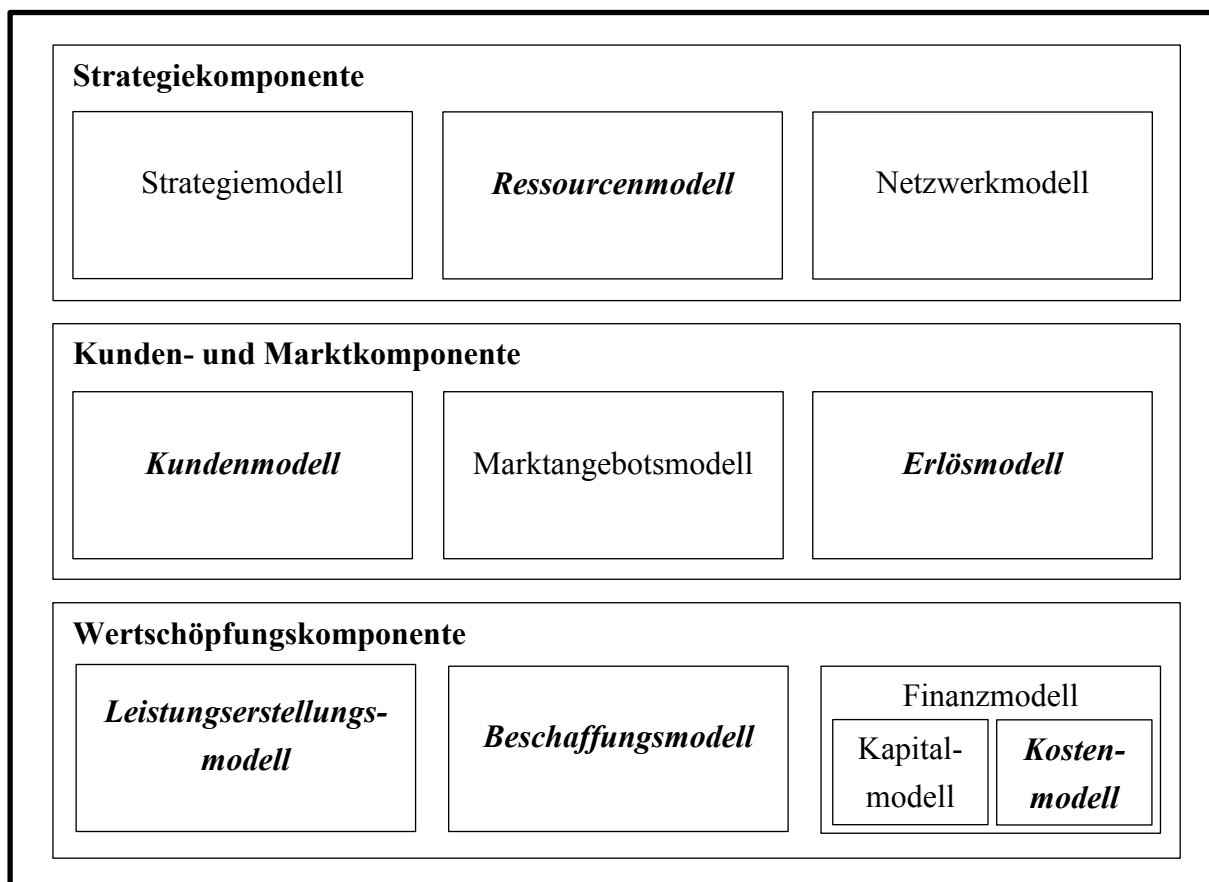 Strategiekomponente
Strategiemodell
Ressourcenmodell
Netzwerkmodell
Kunden- und Marktkomponente
Kundenmodell
Marktangebotsmodell
Erlösmodell
Wertschöpfungskomponente
Leistungserstellungs-
modell
Beschaffungsmodell
Finanzmodell
Kapital-
modell
Kosten-
modell